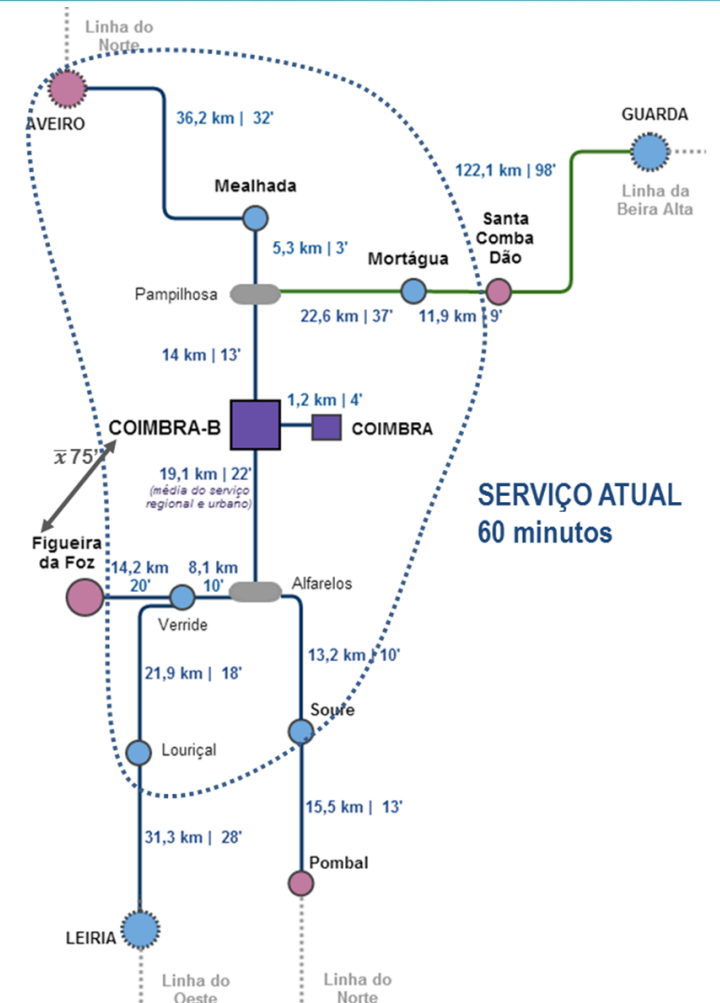 Linha do
Norte
AVEIRO
36,2 km | 32'
GUARDA
122,1 km | 98'
Linha da
Beira Alta
Mealhada
Santa
Comba
Dão
5,3 km | 3'
Mortágua
Pampilhosa
22,6 km | 37'
11,9 km | 9'
14 km | 13'
1,2 km | 4'
COIMBRA-B
COIMBRA
x̅ 75'
19,1 km | 22'
(média do serviço
regional e urbano)
SERVIÇO ATUAL
60 minutos
Figueira
da Foz
14,2 km
20'
8,1 km
10'
Alfarelos
Verride
13,2 km | 10'
21,9 km | 18'
Soure
Louriçal
15,5 km | 13'
31,3 km | 28'
Pombal
LEIRIA
Linha do
Oeste
Linha do
Norte